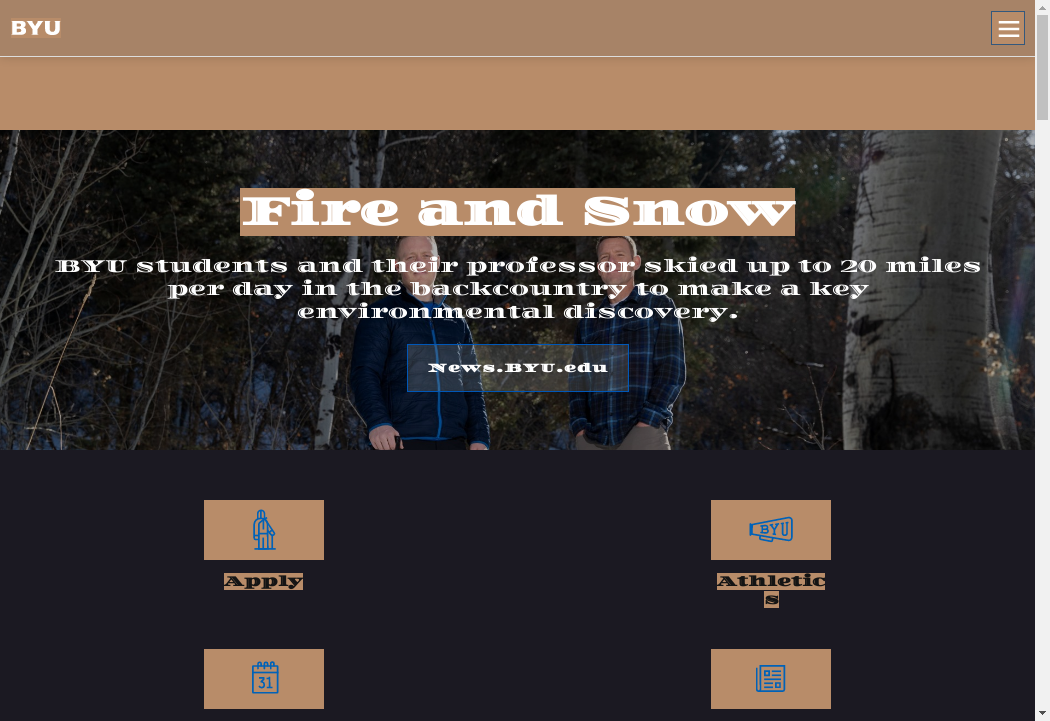 BYU
Fire and Snow
BYU students and their professor skied up to 20 miles
per day in the backcountry to make a key
environmental discovery.
News.BYU.edu
BYU
Apply
Athletic
s
31